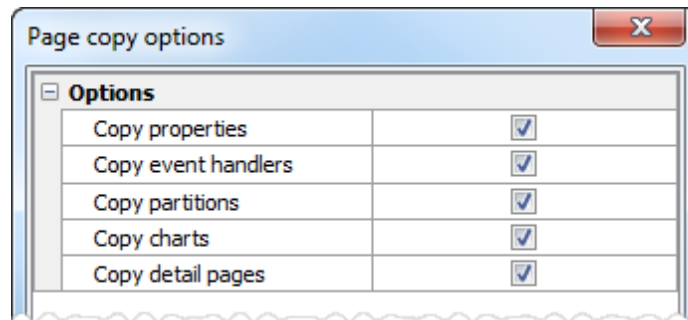 Page copy options
Options
Copy properties
Copy event handlers
Copy partitions
Copy charts
Copy detail pages